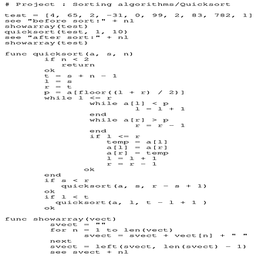 # Project : Sorting algorithms/Quicksort

test = [4, 65, 2, -31, 0, 99, 2, 83, 782, 1]
see "before sort:" + nl
showarray(test)
quicksort(test, 1, 10)
see "after sort:" + nl
showarray(test)

func quicksort(a, s, n)
if n < 2
return
ok
t = s + n - 1
l = s
r = t
p = a[floor((l + r) / 2)]
while l <= r
while a[l] < p
l = l + 1
end
while a[r] > p
r = r - 1
end
if l <= r
temp = a[l]
a[l] = a[r]
a[r] = temp
l = l + 1
r = r - 1
ok
end
if s < r
quicksort(a, s, r - s + 1)
ok
if l < t
quicksort(a, l, t - l + 1 )
ok

func showarray(vect)
svect = ""
for n = 1 to len(vect)
svect = svect + vect[n] + " "
next
svect = left(svect, len(svect) - 1)
see svect + nl